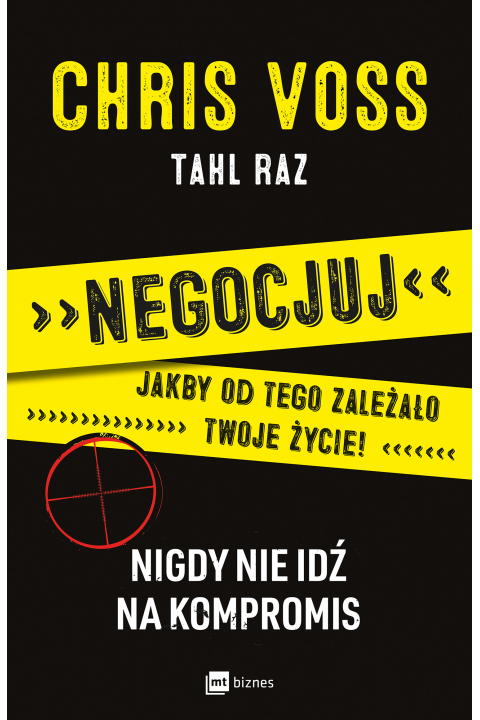 CHRIS VOSS
TAHL RAZ
›› NEGOCJUJ ‹‹
JAKBY OD TEGO ZALEŻAŁO
›››››››››››››› TWOJE ŻYCIE! ‹‹‹‹‹‹‹
NIGDY NIE IDŹ
NA KOMPROMIS
mt biznes